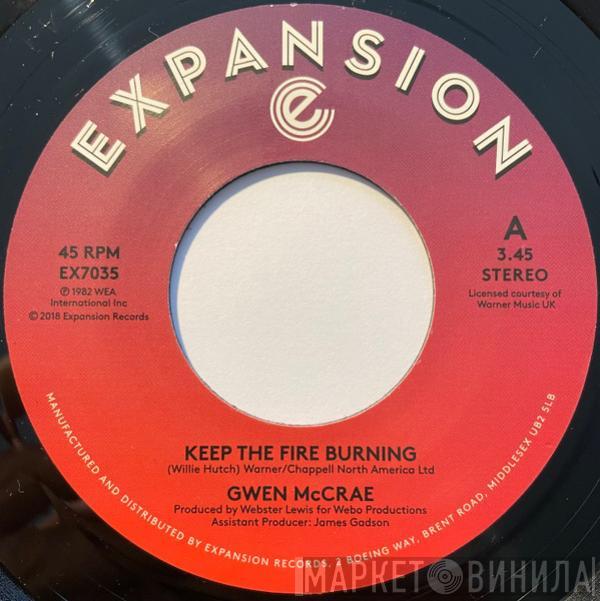 EXPANSION
e
45 RPM
EX7035
℗ 1982 WEA
International Inc
© 2018 Expansion Records
A
3.45
STEREO
Licensed courtesy of
Warner Music UK
KEEP THE FIRE BURNING
(Willie Hutch) Warner/Chappell North America Ltd
GWEN McCRAE
Produced by Webster Lewis for Webo Productions
Assistant Producer: James Gadson
MANUFACTURED AND DISTRIBUTED BY EXPANSION RECORDS, 2 BOEING WAY, BRENT ROAD, MIDDLESEX UB2 5LB
МАРКЕТ ВИНИЛА